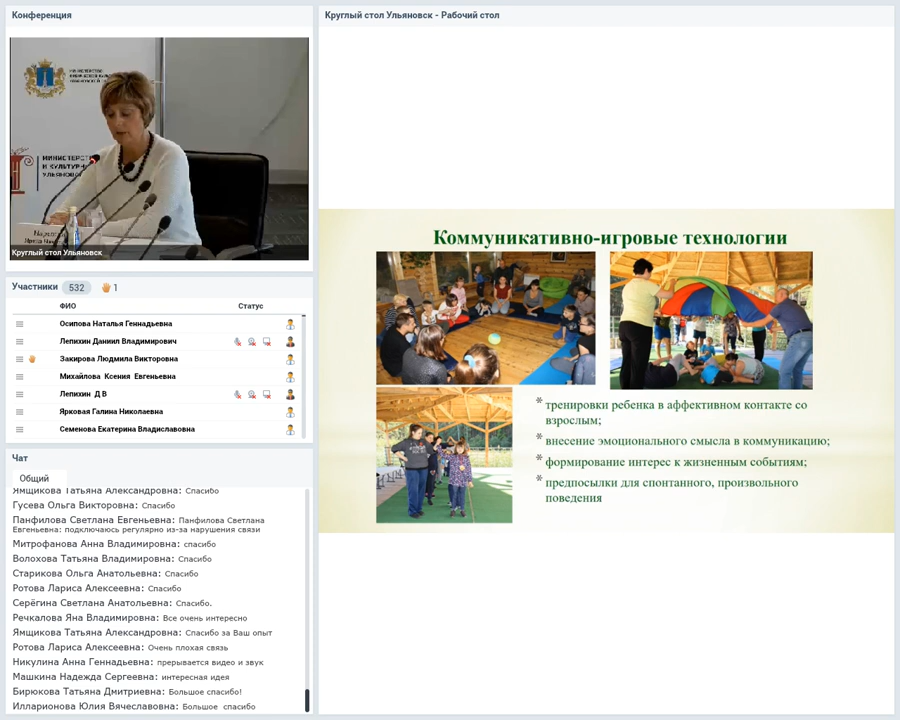 Конференция
МИНИСТЕРСТВ
И КУЛЬТУРН
УЛЬЯНОВСК
Круглый стол Ульяновск
Участники 532 1
ФИО Статус
Осипова Наталья Геннадьевна
Лепихин Даниил Владимирович
Закирова Людмила Викторовна
Михайлова Ксения Евгеньевна
Лепихин Д В
Ярковая Галина Николаевна
Семенова Екатерина Владиславовна
Чат
Общий
Ямщикова Татьяна Александровна: Спасибо
Гусева Ольга Викторовна: Спасибо
Панфилова Светлана Евгеньевна: Панфилова Светлана
Евгеньевна: подключаюсь регулярно из-за нарушения связи
Митрофанова Анна Владимировна: спасибо
Волохова Татьяна Владимировна: Спасибо
Старикова Ольга Анатольевна: Спасибо
Ротова Лариса Алексеевна: Спасибо
Серёгина Светлана Анатольевна: Спасибо.
Речкалова Яна Владимировна: Все очень интересно
Ямщикова Татьяна Александровна: Спасибо за Ваш опыт
Ротова Лариса Алексеевна: Очень плохая связь
Никулина Анна Геннадьевна: прерывается видео и звук
Машкина Надежда Сергеевна: интересная идея
Бирюкова Татьяна Дмитриевна: Большое спасибо!
Илларионова Юлия Вячеславовна: Большое спасибо
Круглый стол Ульяновск - Рабочий стол
Коммуникативно-игровые технологии
* тренировки ребенка в аффективном контакте со
взрослым;
* внесение эмоционального смысла в коммуникацию;
* формирование интерес к жизненным событиям;
* предпосылки для спонтанного, произвольного
поведения